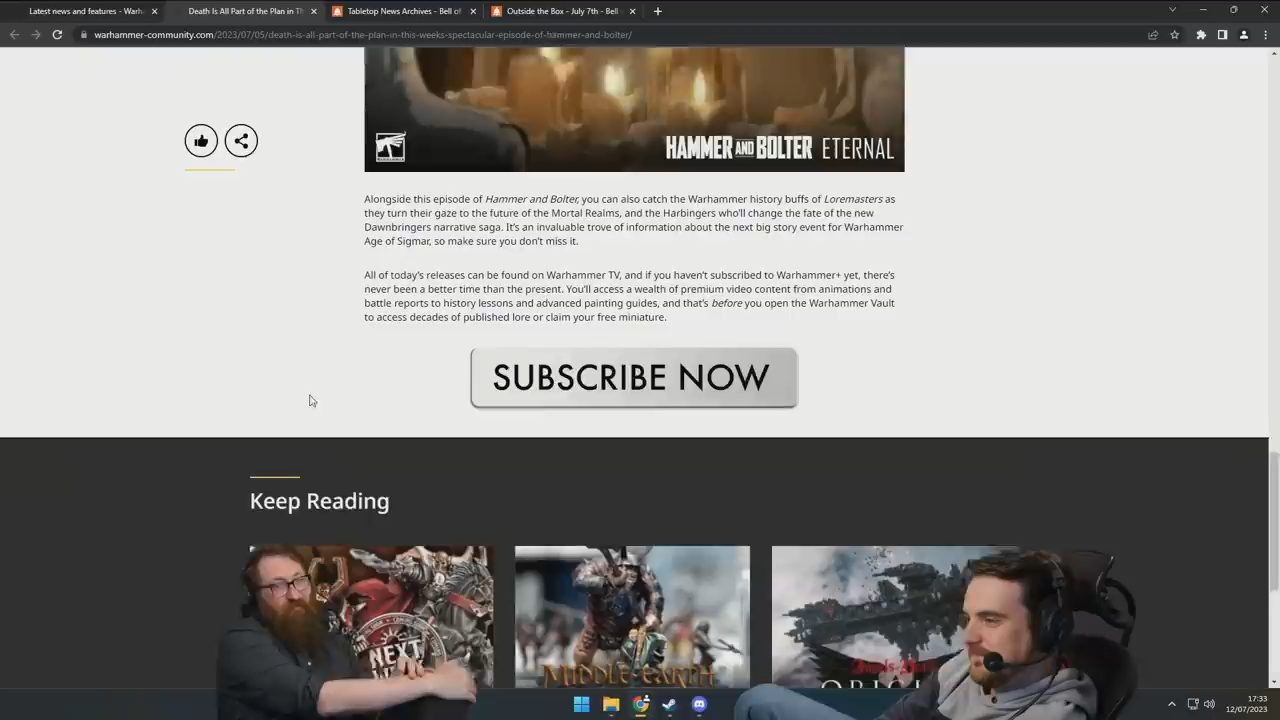 Latest news and features - Warh
Death Is All Part of the Plan in T
Tabletop News Archives - Bell of
Outside the Box - July 7th - Bell
warhammer-community.com/2023/07/05/death-is-all-part-of-the-plan-in-this-weeks-spectacular-episode-of-hammer-and-bolter/
HAMMER AND BOLTER ETERNAL
Alongside this episode of Hammer and Bolter, you can also catch the Warhammer history buffs of Loremasters as
they turn their gaze to the future of the Mortal Realms, and the Harbingers who’ll change the fate of the new
Dawnbringers narrative saga. It’s an invaluable trove of information about the next big story event for Warhammer
Age of Sigmar, so make sure you don’t miss it.
All of today’s releases can be found on Warhammer TV, and if you haven’t subscribed to Warhammer+ yet, there’s
never been a better time than the present. You’ll access a wealth of premium video content from animations and
battle reports to history lessons and advanced painting guides, and that’s before you open the Warhammer Vault
to access decades of published lore or claim your free miniature.
SUBSCRIBE NOW
Keep Reading
NEXT
MIDDLE-EARTH
17:33
12/07/2023